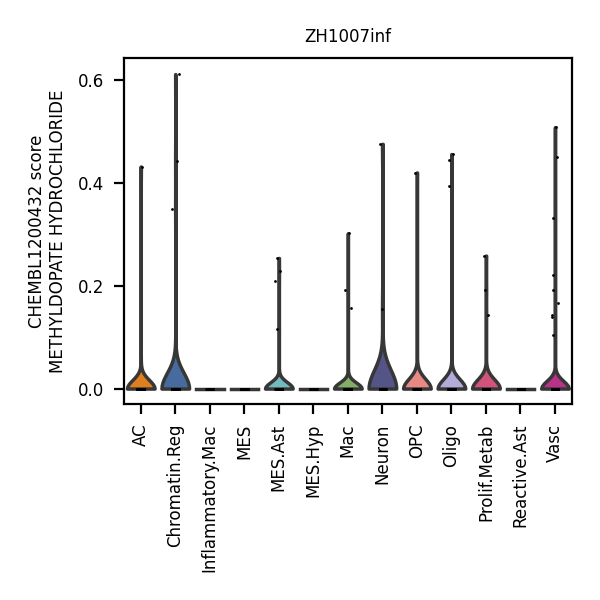 ZH1007inf
CHEMBL1200432 score
METHYLDOPATE HYDROCHLORIDE
0.6
0.4
0.2
0.0
AC
Chromatin.Reg
Inflammatory.Mac
MES
MES.Ast
MES.Hyp
Mac
Neuron
OPC
Oligo
Prolif.Metab
Reactive.Ast
Vasc